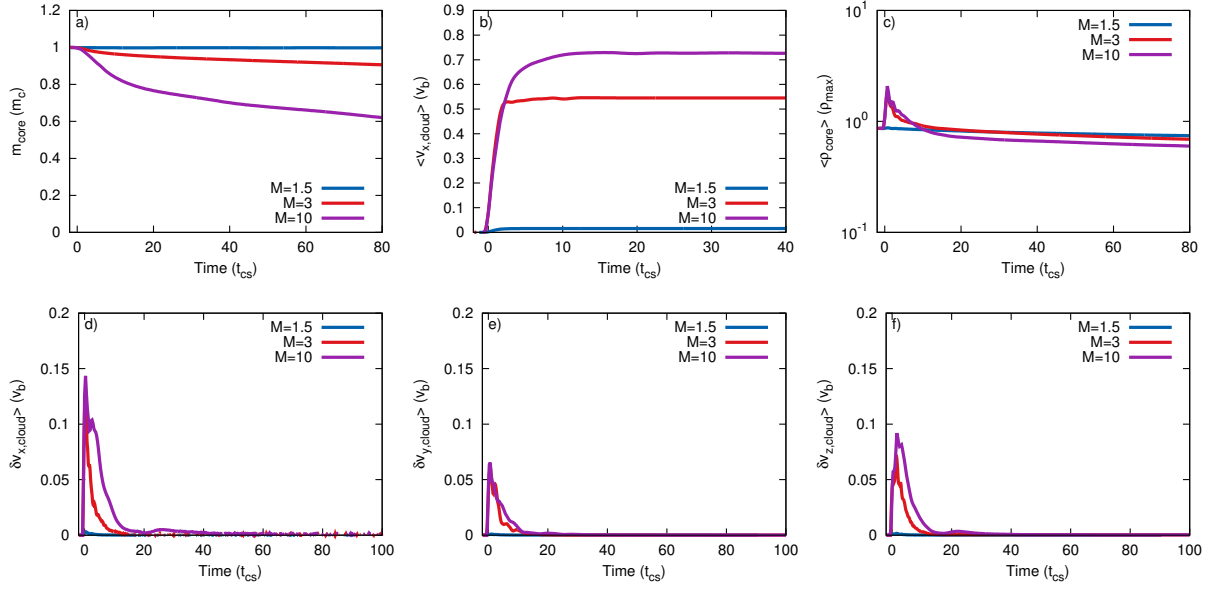 a)
m_core (m_c)
1.2
1
0.8
0.6
0.4
0.2
0
M=1.5
M=3
M=10
0 20 40 60 80
Time (t_cs)
b)
<v_x,cloud> (v_b)
1
0.9
0.8
0.7
0.6
0.5
0.4
0.3
0.2
0.1
0
M=1.5
M=3
M=10
0 10 20 30 40
Time (t_cs)
c)
<ρ_core> (ρ_max)
10^1
10^0
10^-1
M=1.5
M=3
M=10
0 20 40 60 80
Time (t_cs)
d)
δv_x,cloud> (v_b)
0.2
0.15
0.1
0.05
0
M=1.5
M=3
M=10
0 20 40 60 80 100
Time (t_cs)
e)
δv_y,cloud> (v_b)
0.2
0.15
0.1
0.05
0
M=1.5
M=3
M=10
0 20 40 60 80 100
Time (t_cs)
f)
δv_z,cloud> (v_b)
0.2
0.15
0.1
0.05
0
M=1.5
M=3
M=10
0 20 40 60 80 100
Time (t_cs)